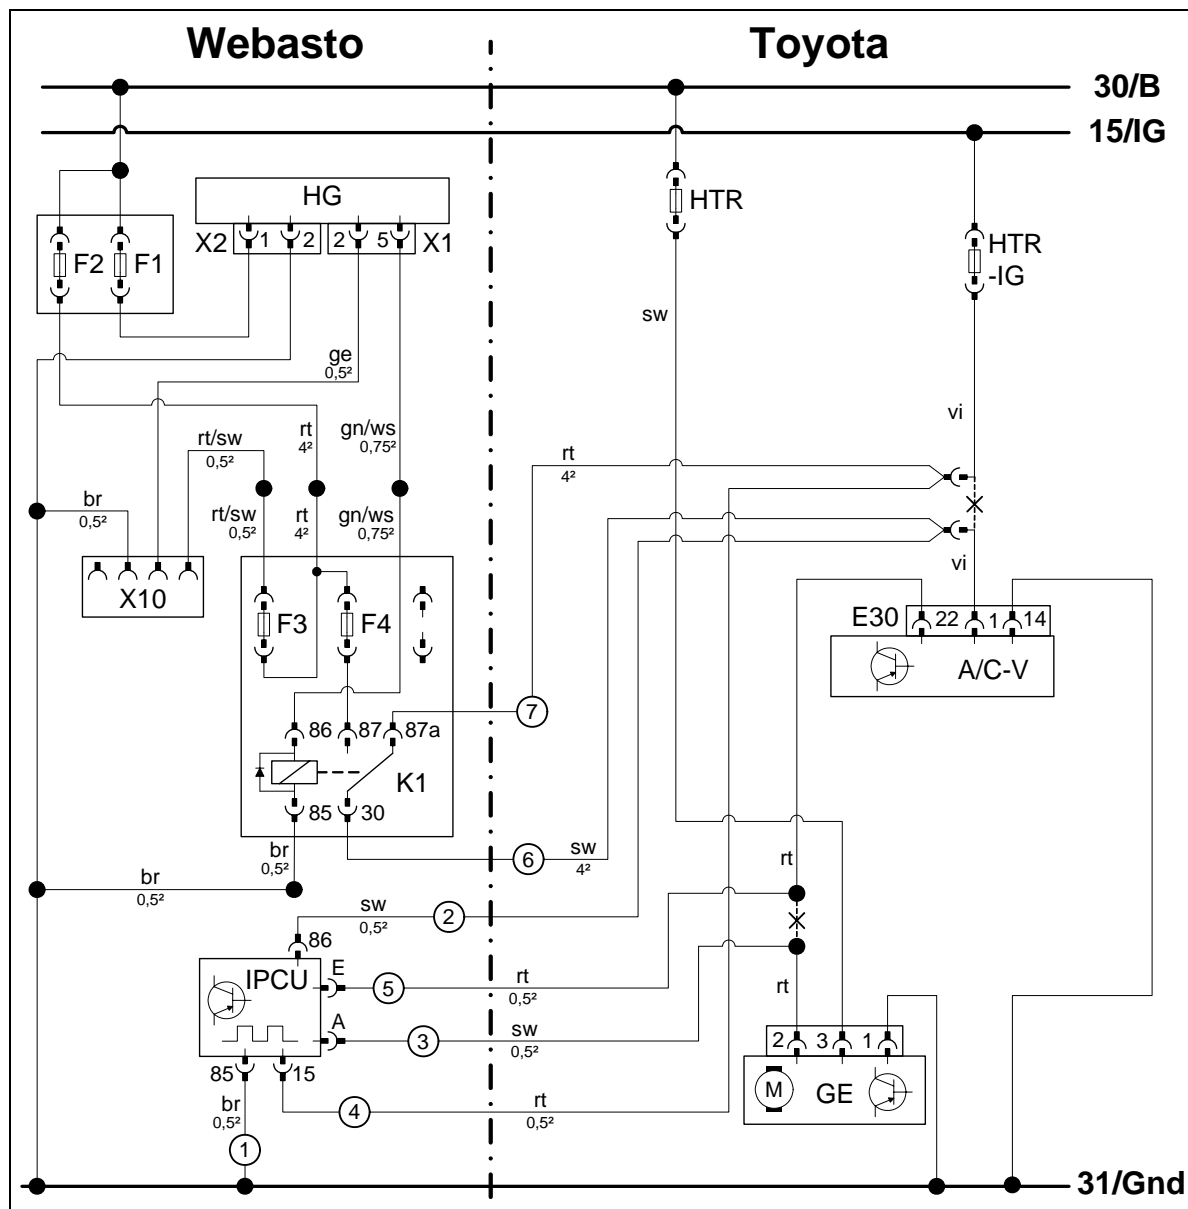 Webasto Toyota
30/B
15/IG
HG
HTR
X2 1 2 2 5 X1
HTR
-IG
F2 F1
sw
ge
0,5²
vi
rt/sw
0,5²
rt
4²
gn/ws
0,75²
rt
4²
br
0,5²
rt/sw
0,5²
rt
4²
gn/ws
0,75²
vi
X10
F3 F4
E30 22 1 14
A/C-V
7
86 87 87a
K1
85 30
br
0,5²
6
sw
4²
rt
br
0,5²
sw
0,5²
2
86
IPCU
E
5
rt
0,5²
rt
A
3
sw
0,5²
2 3 1
85 15
M
GE
br
0,5²
4
rt
0,5²
1
31/Gnd